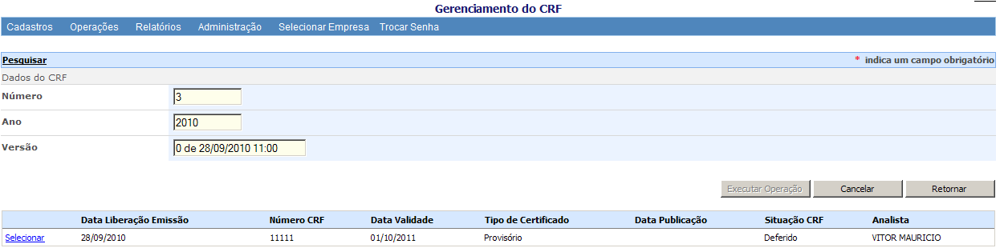 Gerenciamento do CRF
Cadastros Operações Relatórios Administração Selecionar Empresa Trocar Senha
Pesquisar * indica um campo obrigatório
Dados do CRF
Número 3
Ano 2010
Versão 0 de 28/09/2010 11:00
Executar Operação Cancelar Retornar
Data Liberação Emissão Número CRF Data Validade Tipo de Certificado Data Publicação Situação CRF Analista
Selecionar 28/09/2010 11111 01/10/2011 Provisório Deferido VITOR MAURICIO